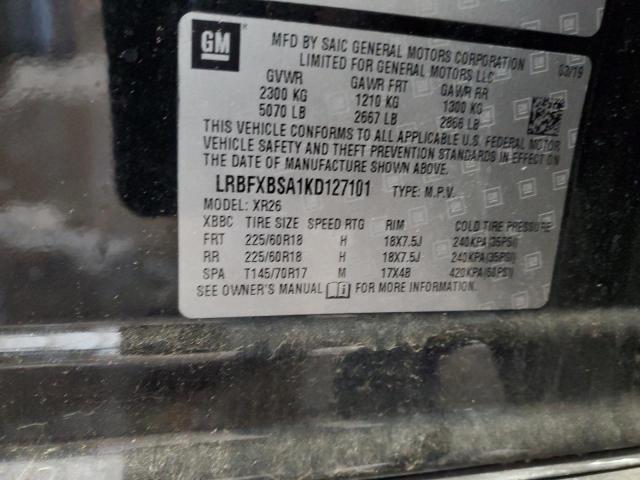 GM
MFD BY SAIC GENERAL MOTORS CORPORATION
LIMITED FOR GENERAL MOTORS LLC
03/19
GVWR GAWR FRT GAWR RR
2300 KG 1210 KG 1300 KG
5070 LB 2667 LB 2866 LB
THIS VEHICLE CONFORMS TO ALL APPLICABLE U.S. FEDERAL MOTOR
VEHICLE SAFETY AND THEFT PREVENTION STANDARDS IN EFFECT ON
THE DATE OF MANUFACTURE SHOWN ABOVE.
LRBFXBSA1KD127101 TYPE: M.P.V.
MODEL: XR26
XBBC TIRE SIZE SPEED RTG RIM COLD TIRE PRESSURE
FRT 225/60R18 H 18X7.5J 240KPA(35PSI)
RR 225/60R18 H 18X7.5J 240KPA(35PSI)
SPA T145/70R17 M 17X4B 420KPA(60PSI)
SEE OWNER'S MANUAL FOR MORE INFORMATION.